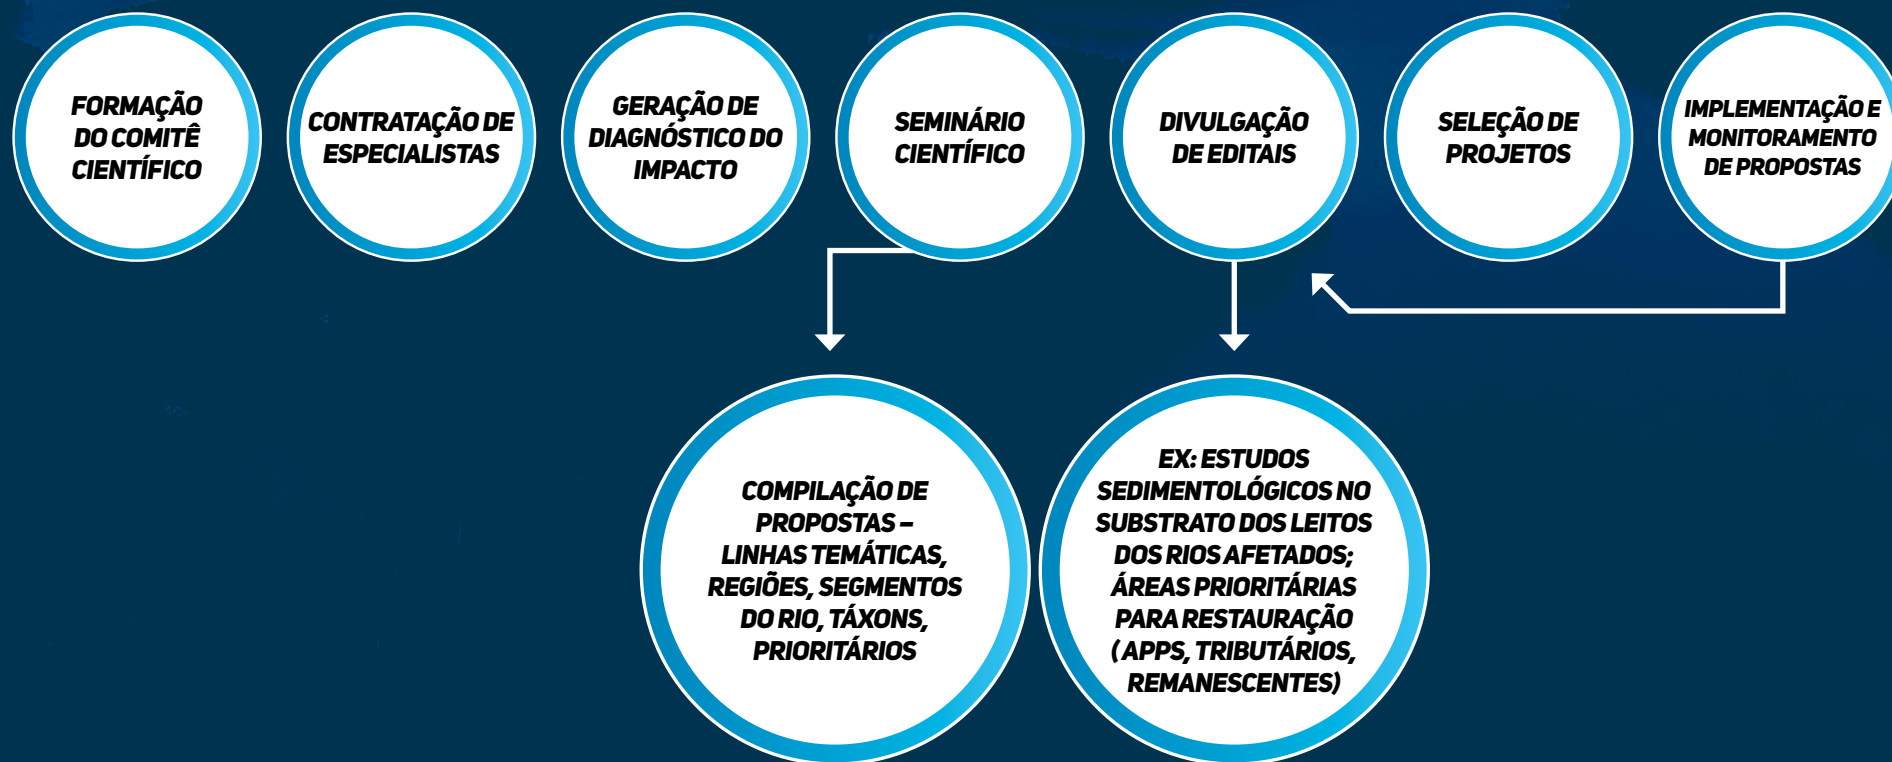 FORMAÇÃO
DO COMITÊ
CIENTÍFICO
CONTRATAÇÃO DE
ESPECIALISTAS
GERAÇÃO DE
DIAGNÓSTICO DO
IMPACTO
SEMINÁRIO
CIENTÍFICO
DIVULGAÇÃO
DE EDITAIS
SELEÇÃO DE
PROJETOS
IMPLEMENTAÇÃO E
MONITORAMENTO
DE PROPOSTAS
COMPILAÇÃO DE
PROPOSTAS –
LINHAS TEMÁTICAS,
REGIÕES, SEGMENTOS
DO RIO, TÁXONS,
PRIORITÁRIOS
EX: ESTUDOS
SEDIMENTOLÓGICOS NO
SUBSTRATO DOS LEITOS
DOS RIOS AFETADOS;
ÁREAS PRIORITÁRIAS
PARA RESTAURAÇÃO
( APPS, TRIBUTÁRIOS,
REMANESCENTES)